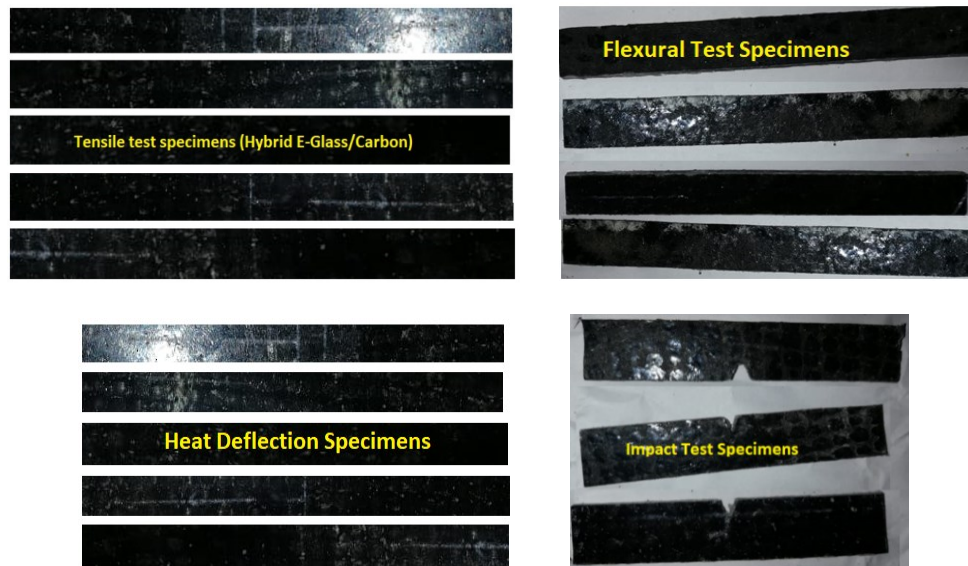 Tensile test specimens (Hybrid E-Glass/Carbon)
Flexural Test Specimens
Heat Deflection Specimens
Impact Test Specimens